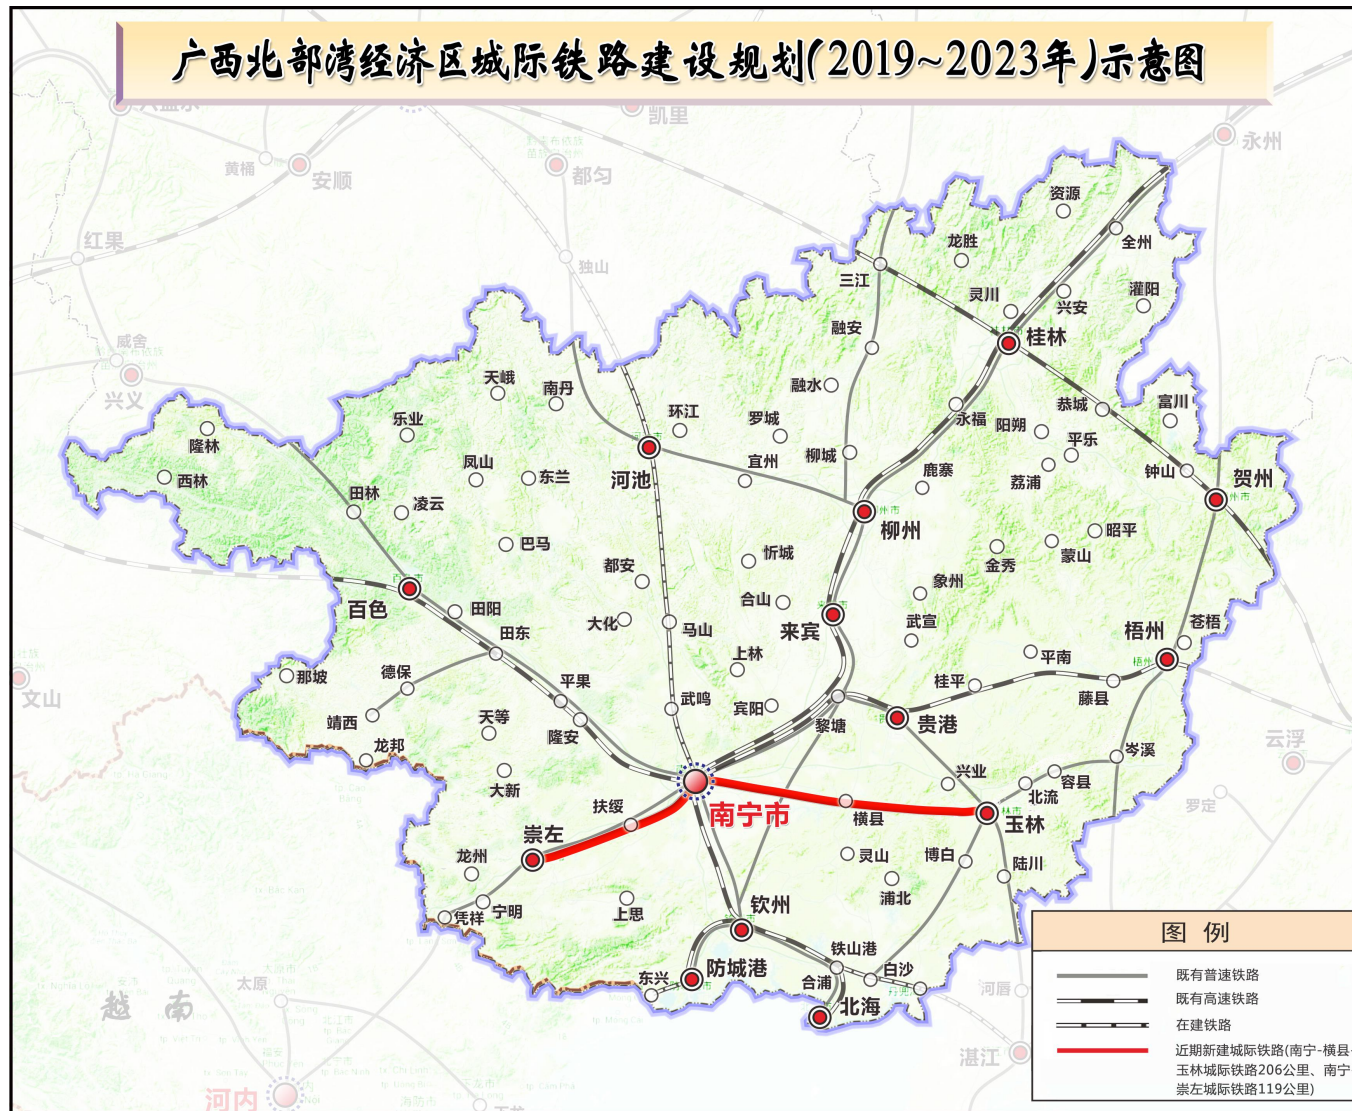 广西北部湾经济区城际铁路建设规划(2019~2023年)示意图
凯里
永州
黄桶
安顺
都匀
资源
全州
红果
独山
龙胜
三江
灵川
兴安
灌阳
融安
桂林
威舍
兴义
天峨
南丹
融水
环江
罗城
永福
阳朔
恭城
富川
乐业
隆林
平乐
宜州
柳城
凤山
东兰
河池
鹿寨
荔浦
钟山
贺州
西林
田林
凌云
柳州
昭平
巴马
忻城
金秀
蒙山
都安
象州
百色
田阳
合山
大化
马山
来宾
武宣
梧州
苍梧
田东
上林
平南
那坡
德保
平果
桂平
文山
武鸣
宾阳
藤县
靖西
天等
隆安
黎塘
贵港
龙邦
岑溪
云浮
大新
兴业
容县
北流
罗定
扶绥
南宁市
横县
玉林
崇左
龙州
灵山
博白
陆川
浦北
宁明
凭祥
上思
钦州
铁山港
防城港
白沙
东兴
合浦
北海
河唇
湛江
太原
越南
河内
图例
既有普速铁路
既有高速铁路
在建铁路
近期新建城际铁路(南宁-横县-
玉林城际铁路206公里、南宁
崇左城际铁路119公里)